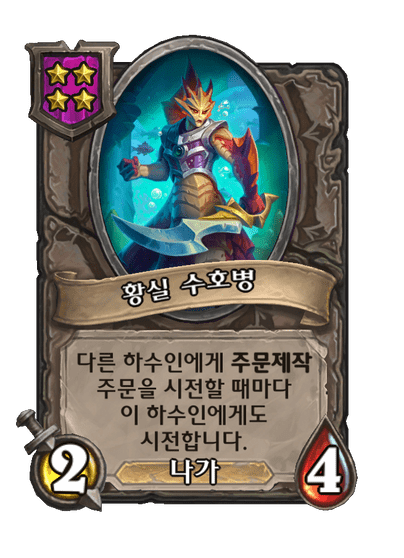 황실 수호병
다른 하수인에게 주문제작
주문을 시전할 때마다
이 하수인에게도
시전합니다.
2
나가
4